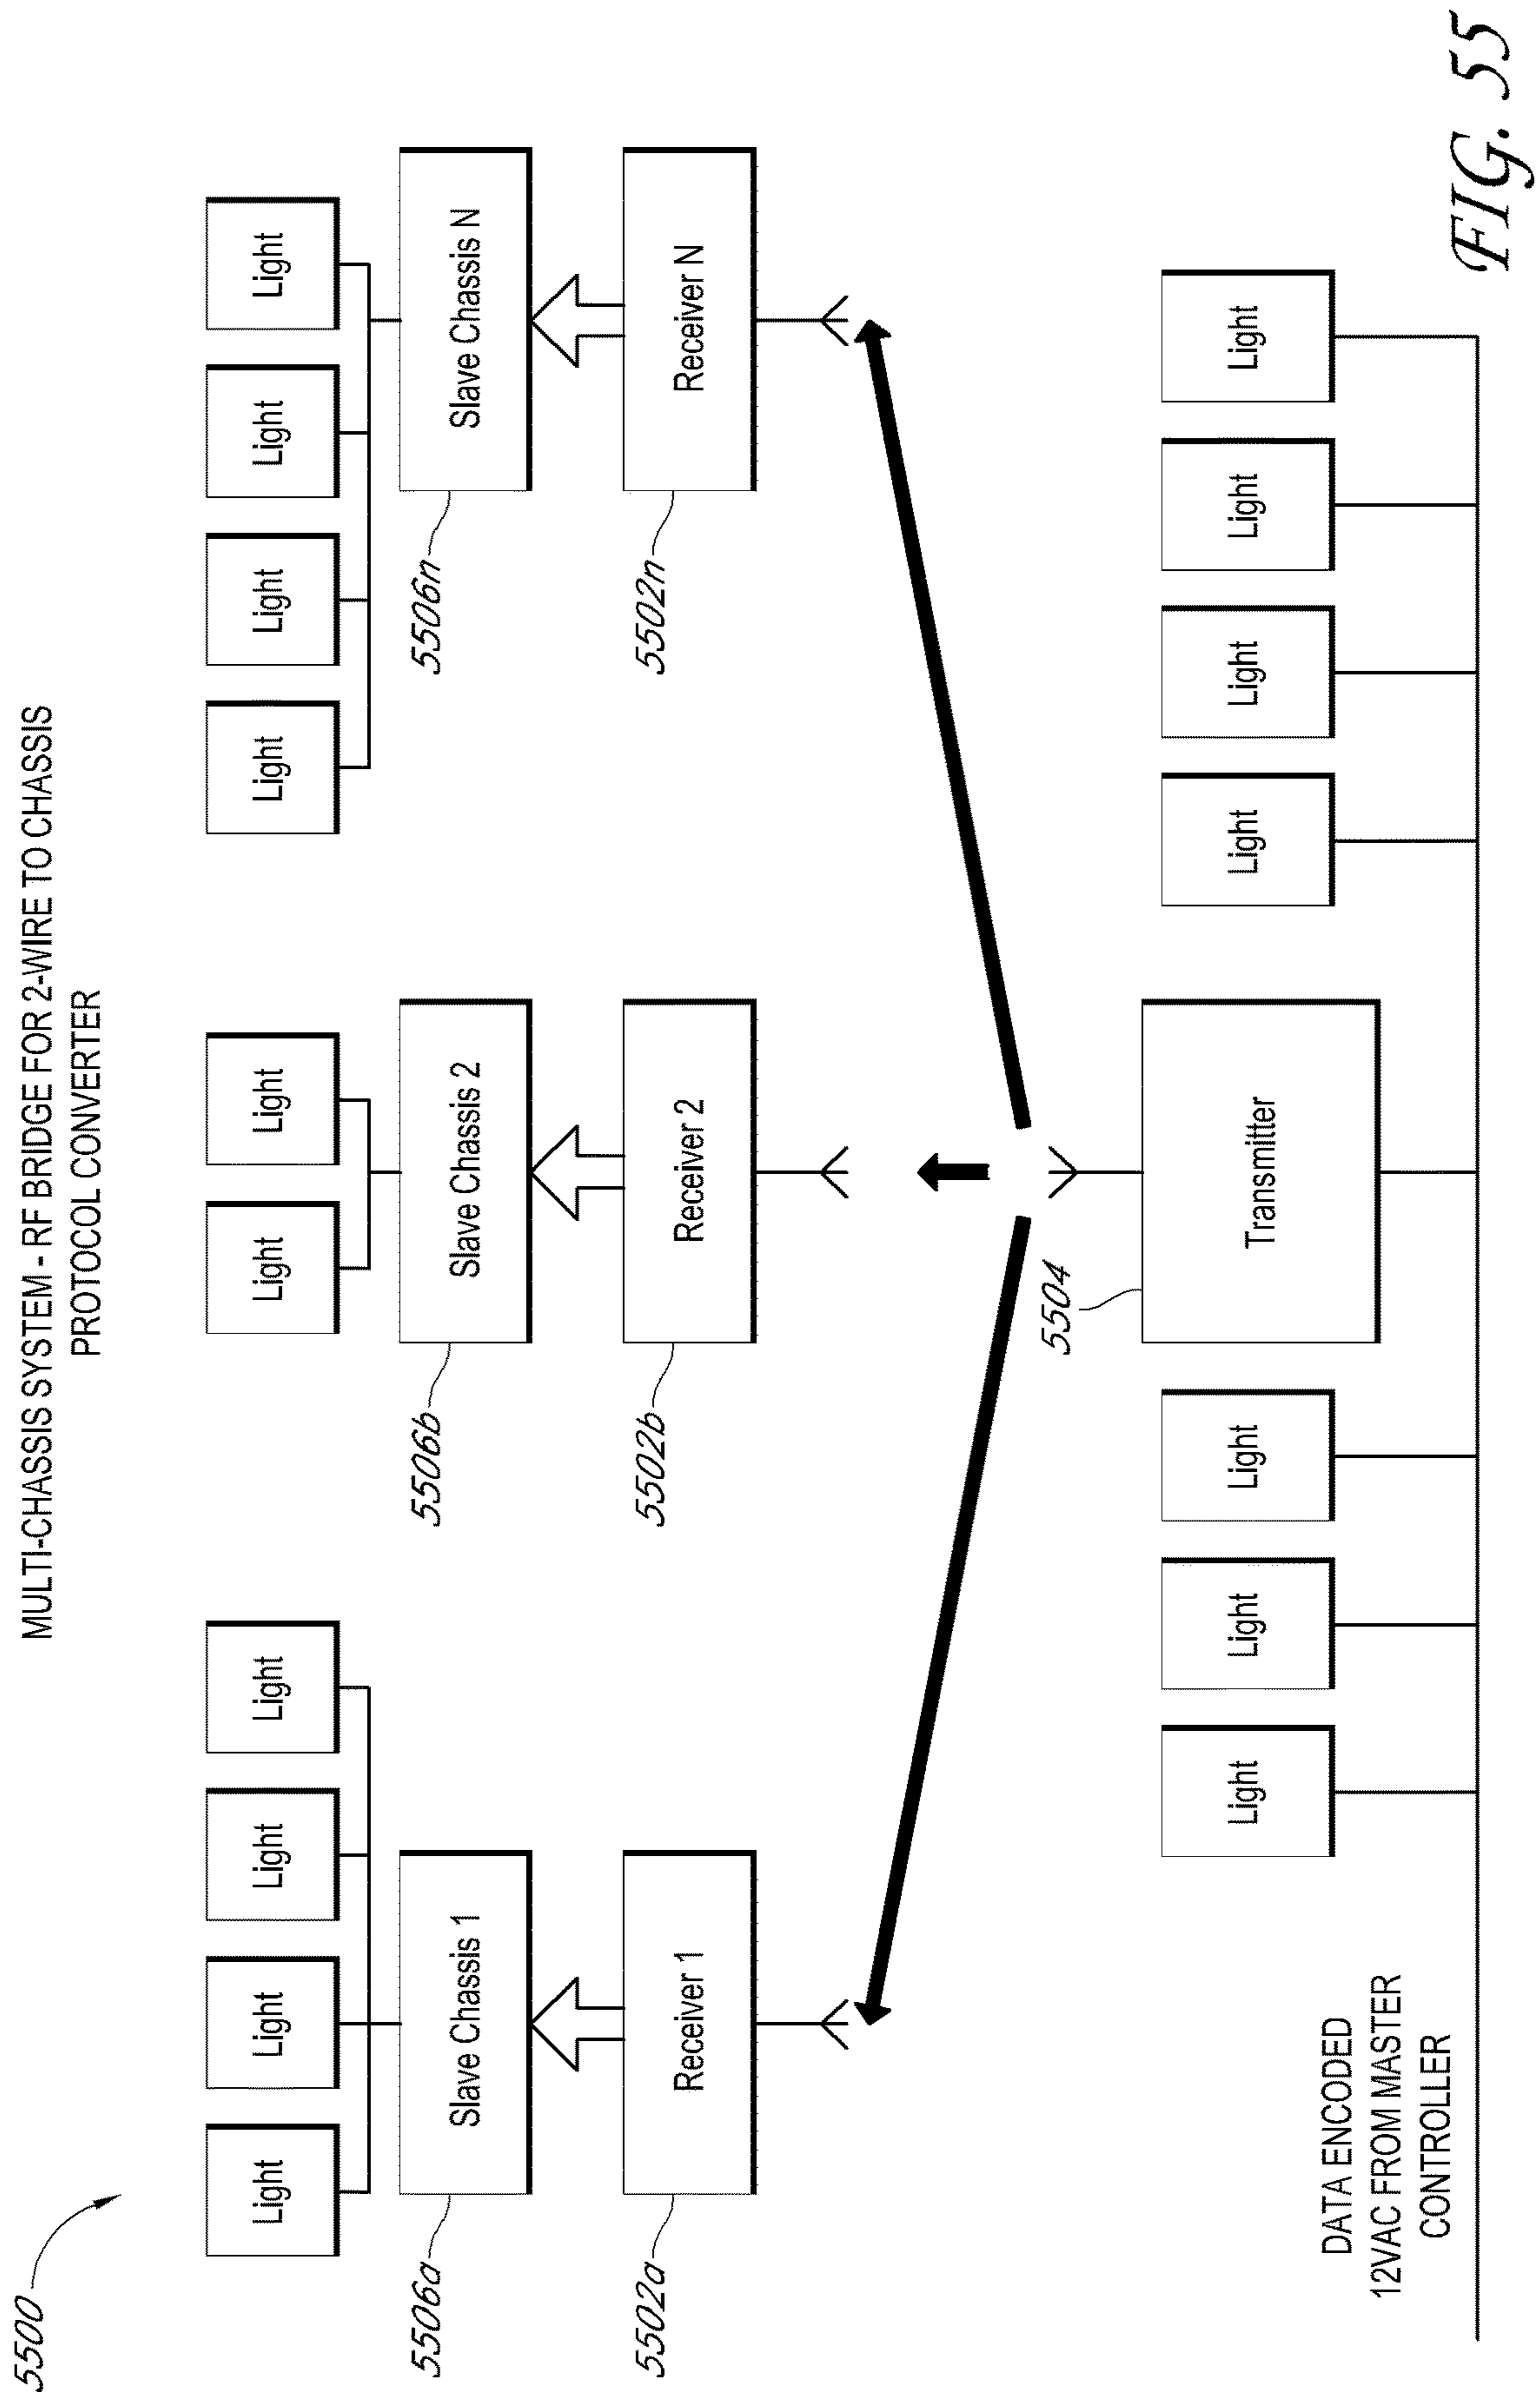 5500
MULTI-CHASSIS SYSTEM - RF BRIDGE FOR 2-WIRE TO CHASSIS
PROTOCOL CONVERTER
Light
Light
Light
Light
Light
Light
Light
Light
Light
Light
5506a
Slave Chassis 1
5506b
Slave Chassis 2
5506n
Slave Chassis N
5502a
Receiver 1
5502b
Receiver 2
5502n
Receiver N
5504
Transmitter
Light
Light
Light
Light
Light
Light
Light
DATA ENCODED
12VAC FROM MASTER
CONTROLLER
FIG. 55